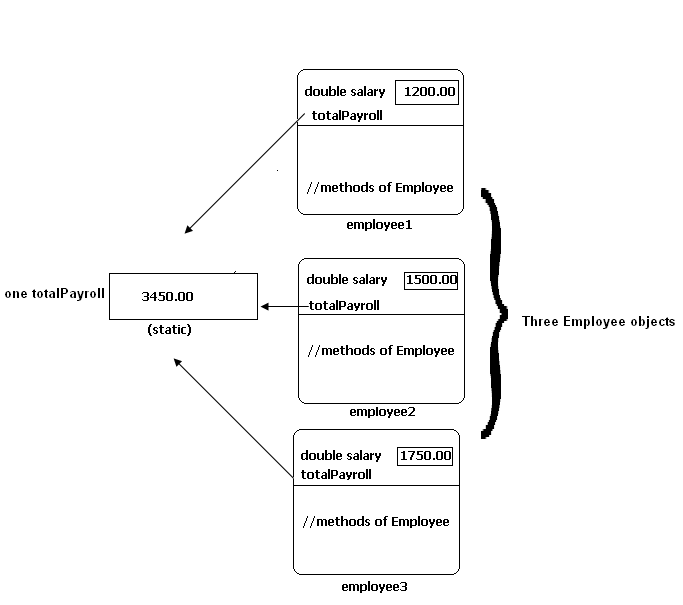 double salary 1200.00
totalPayroll
//methods of Employee
employee1
one totalPayroll 3450.00
(static)
double salary 1500.00
totalPayroll
//methods of Employee
employee2
Three Employee objects
double salary 1750.00
totalPayroll
//methods of Employee
employee3